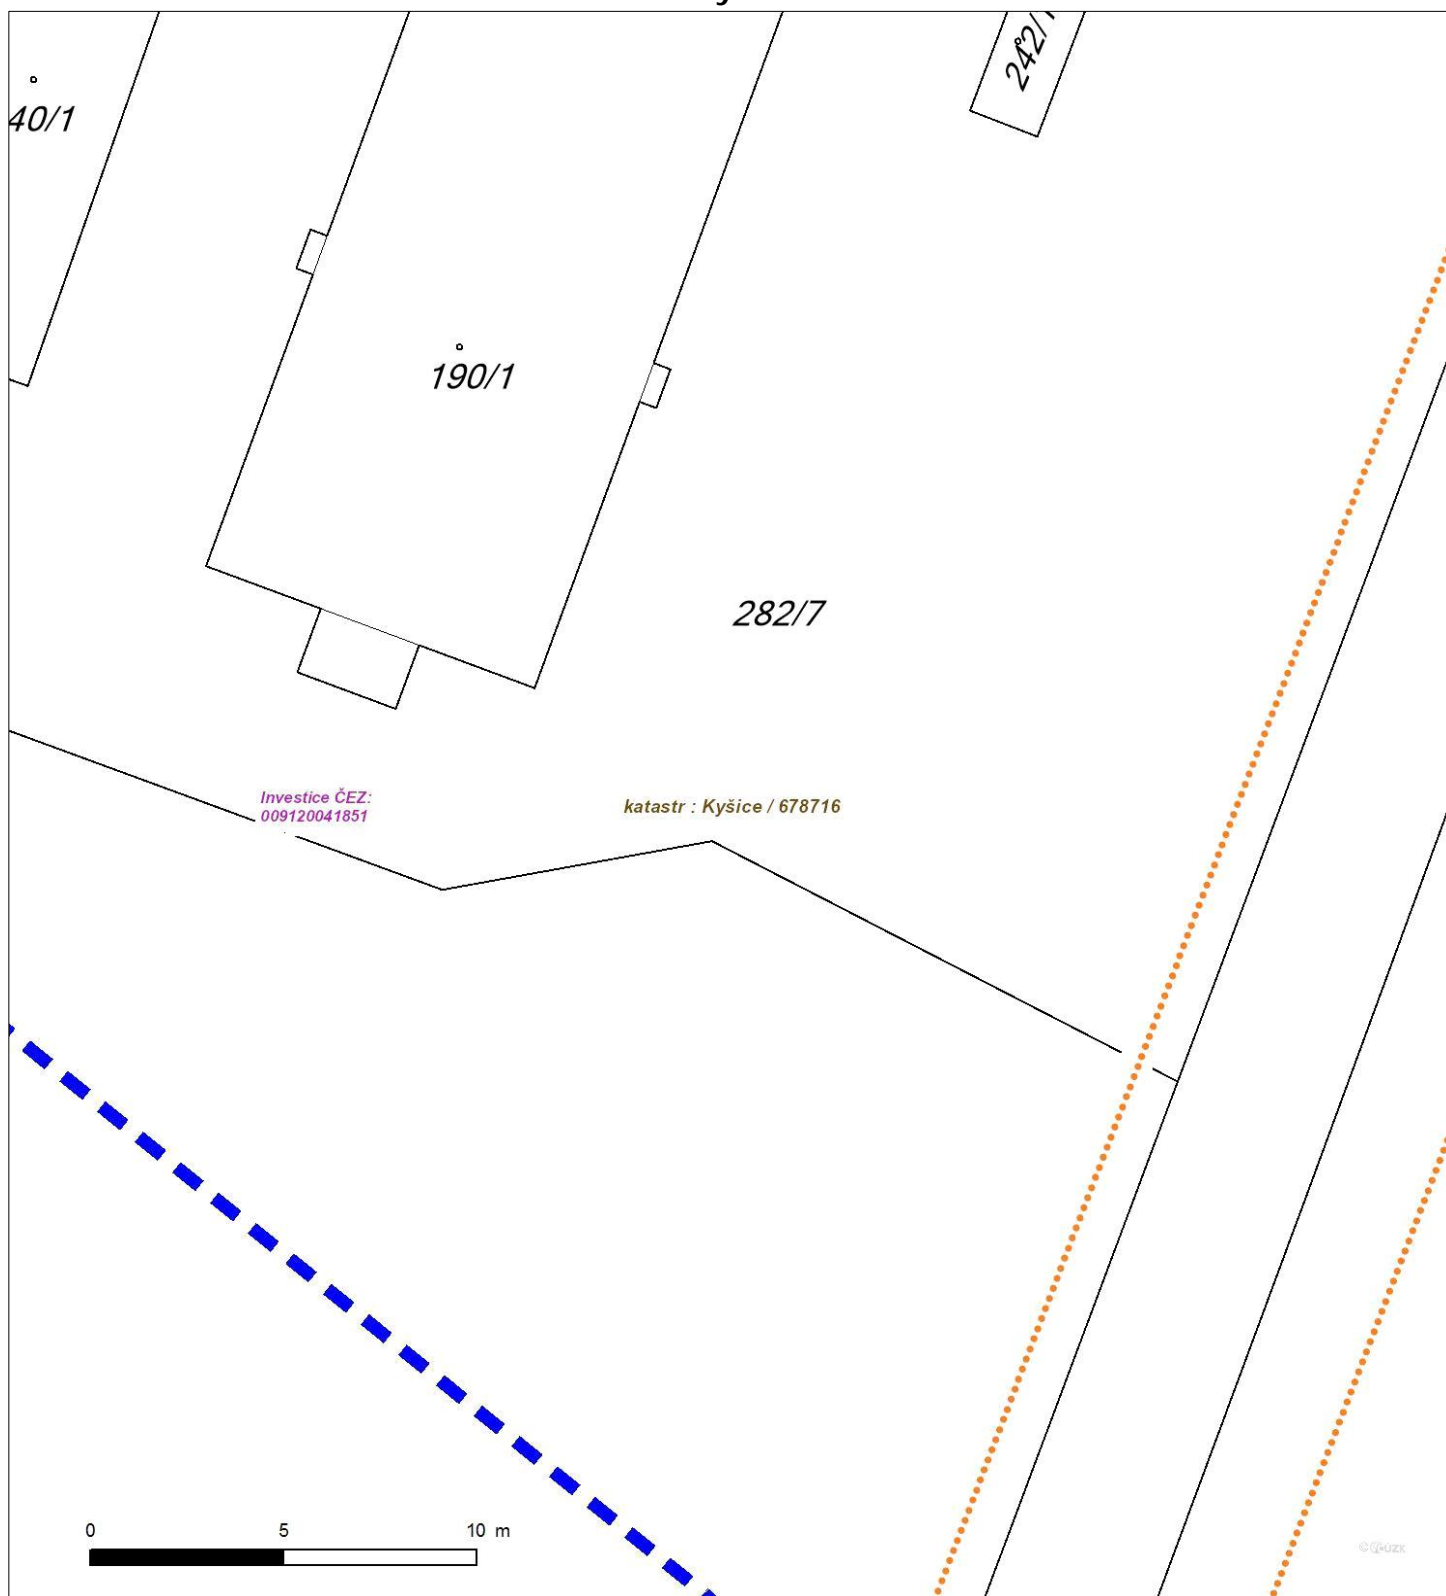 40/1
190/1
282/7
Investice ČEZ:
009120041851
katastr : Kyšice / 678716
0 5 10 m